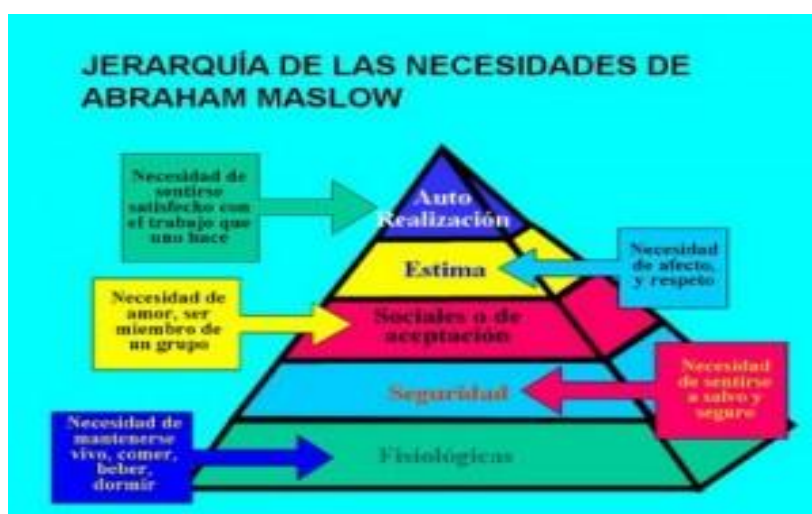 JERARQUÍA DE LAS NECESIDADES DE
ABRAHAM MASLOW
Necesidad de
sentirse
satisfecho con
el trabajo que
uno hace
Auto
Realización
Estima
Necesidad
de afecto,
y respeto
Necesidad de
amor, ser
miembro de
un grupo
Sociales o de
aceptación
Seguridad
Necesidad
de sentirse
a salvo y
seguro
Necesidad de
mantenerse
vivo, comer,
beber,
dormir
Fisiológicas